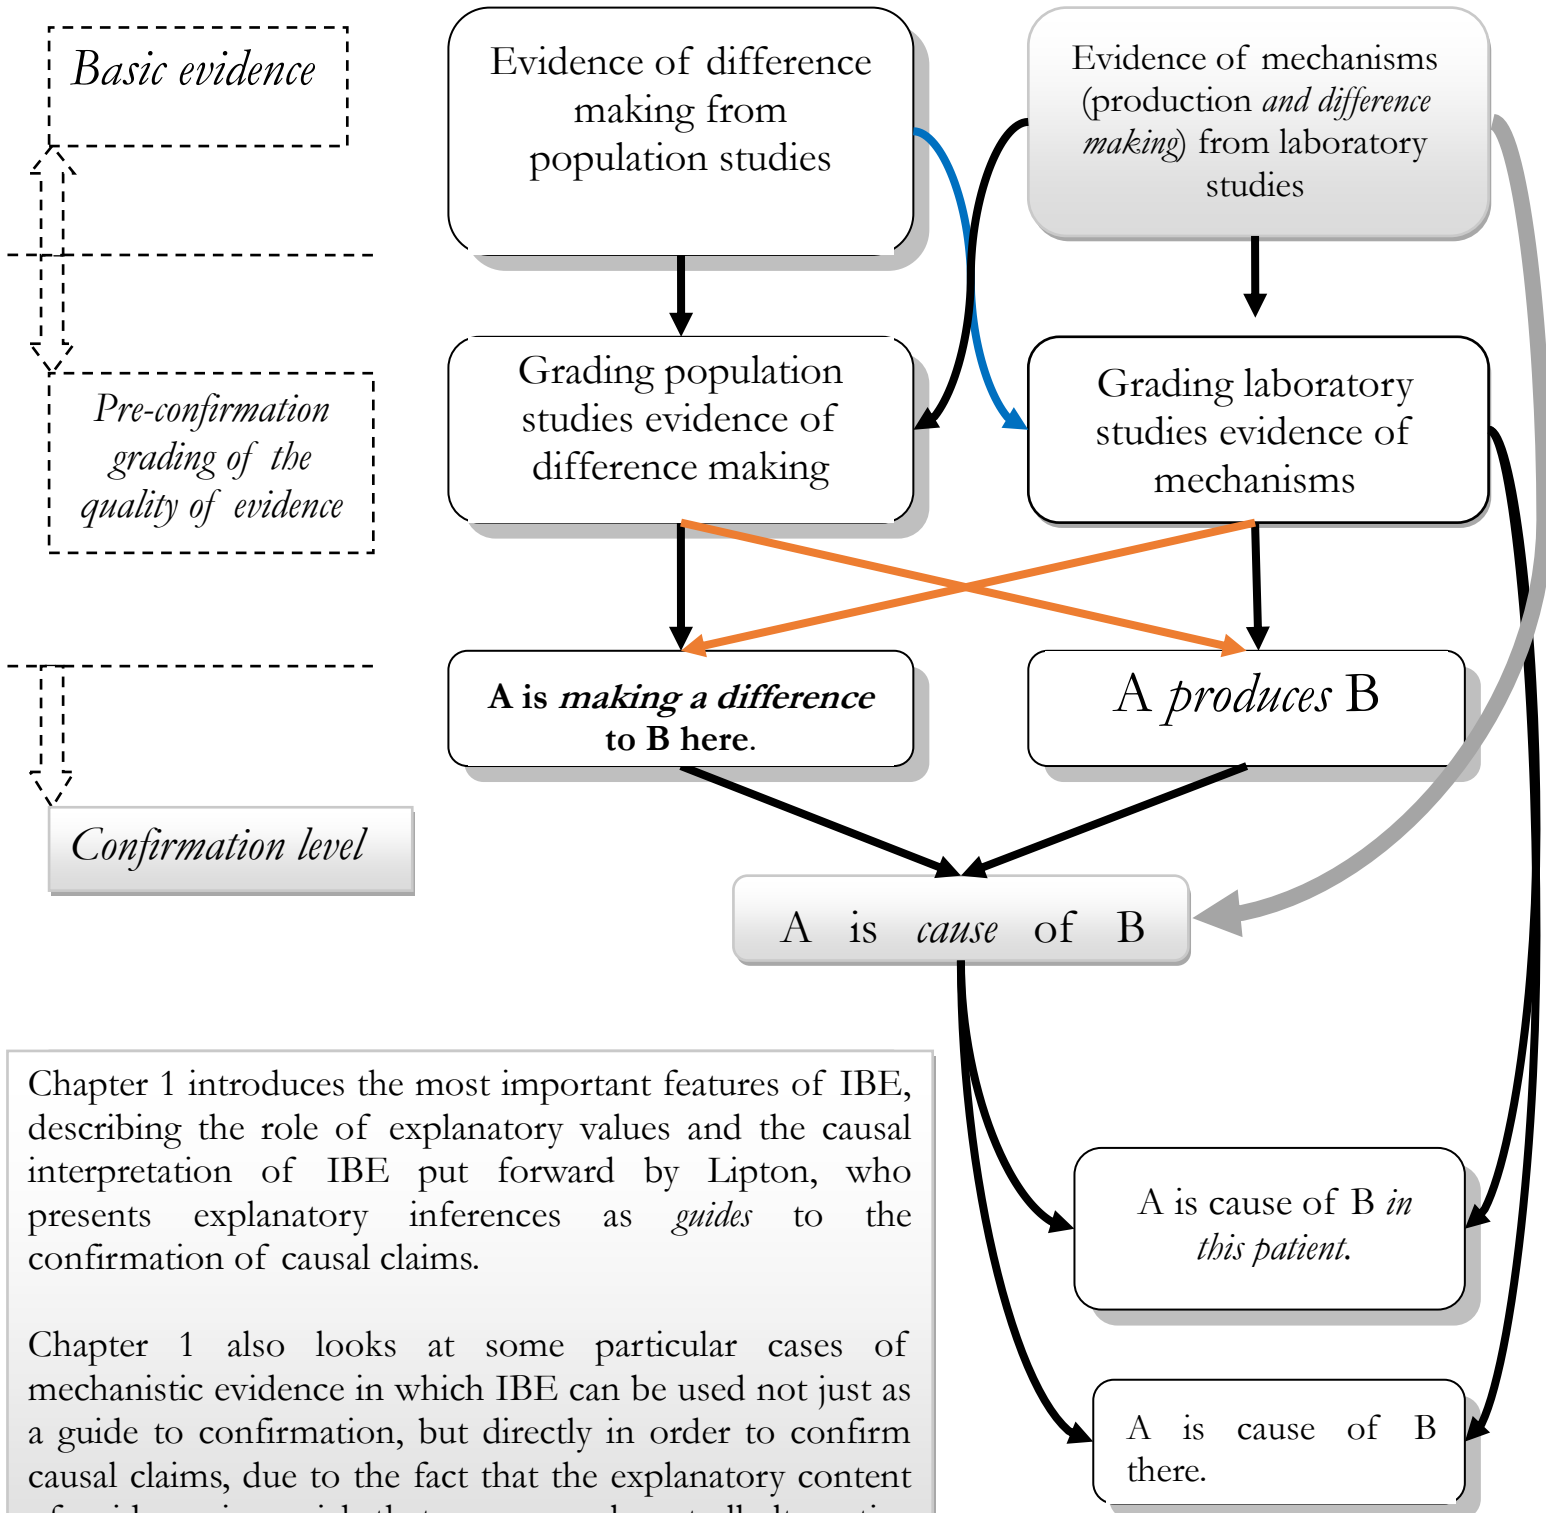 Basic evidence
Evidence of difference
making from
population studies
Evidence of mechanisms
(production and difference
making) from laboratory
studies
Pre-confirmation
grading of the
quality of evidence
Grading population
studies evidence of
difference making
Grading laboratory
studies evidence of
mechanisms
A is making a difference
to B here.
A produces B
Confirmation level
A is cause of B
Chapter 1 introduces the most important features of IBE,
describing the role of explanatory values and the causal
interpretation of IBE put forward by Lipton, who
presents explanatory inferences as guides to the
confirmation of causal claims.
Chapter 1 also looks at some particular cases of
mechanistic evidence in which IBE can be used not just as
a guide to confirmation, but directly in order to confirm
causal claims, due to the fact that the explanatory content
A is cause of B in
this patient.
A is cause of B
there.